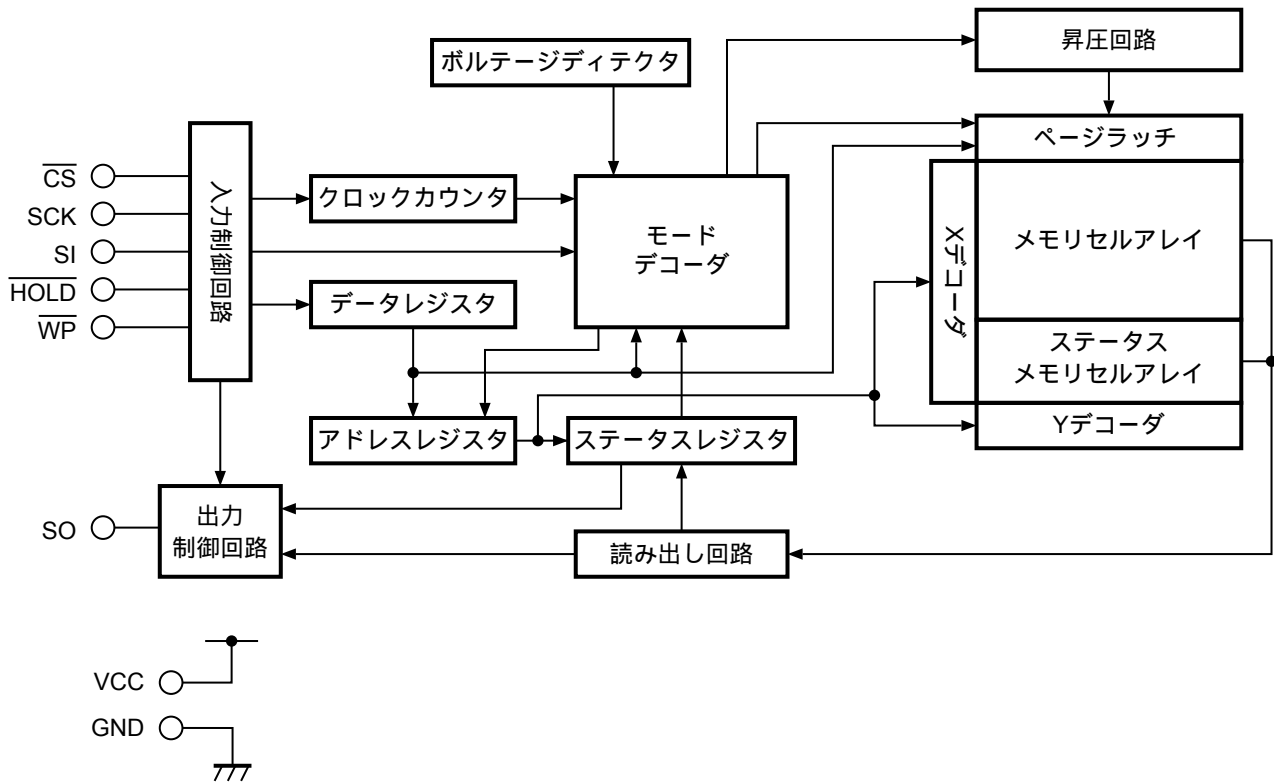 昇圧回路
ボルテージディテクタ
ページラッチ
C̅S̅
SCK
SI
H̅O̅L̅D̅
W̅P̅
入力制御回路
クロックカウンタ
データレジスタ
モード
デコーダ
Xデコーダ
メモリセルアレイ
ステータス
メモリセルアレイ
Yデコーダ
アドレスレジスタ
ステータスレジスタ
SO
出力
制御回路
読み出し回路
VCC
GND